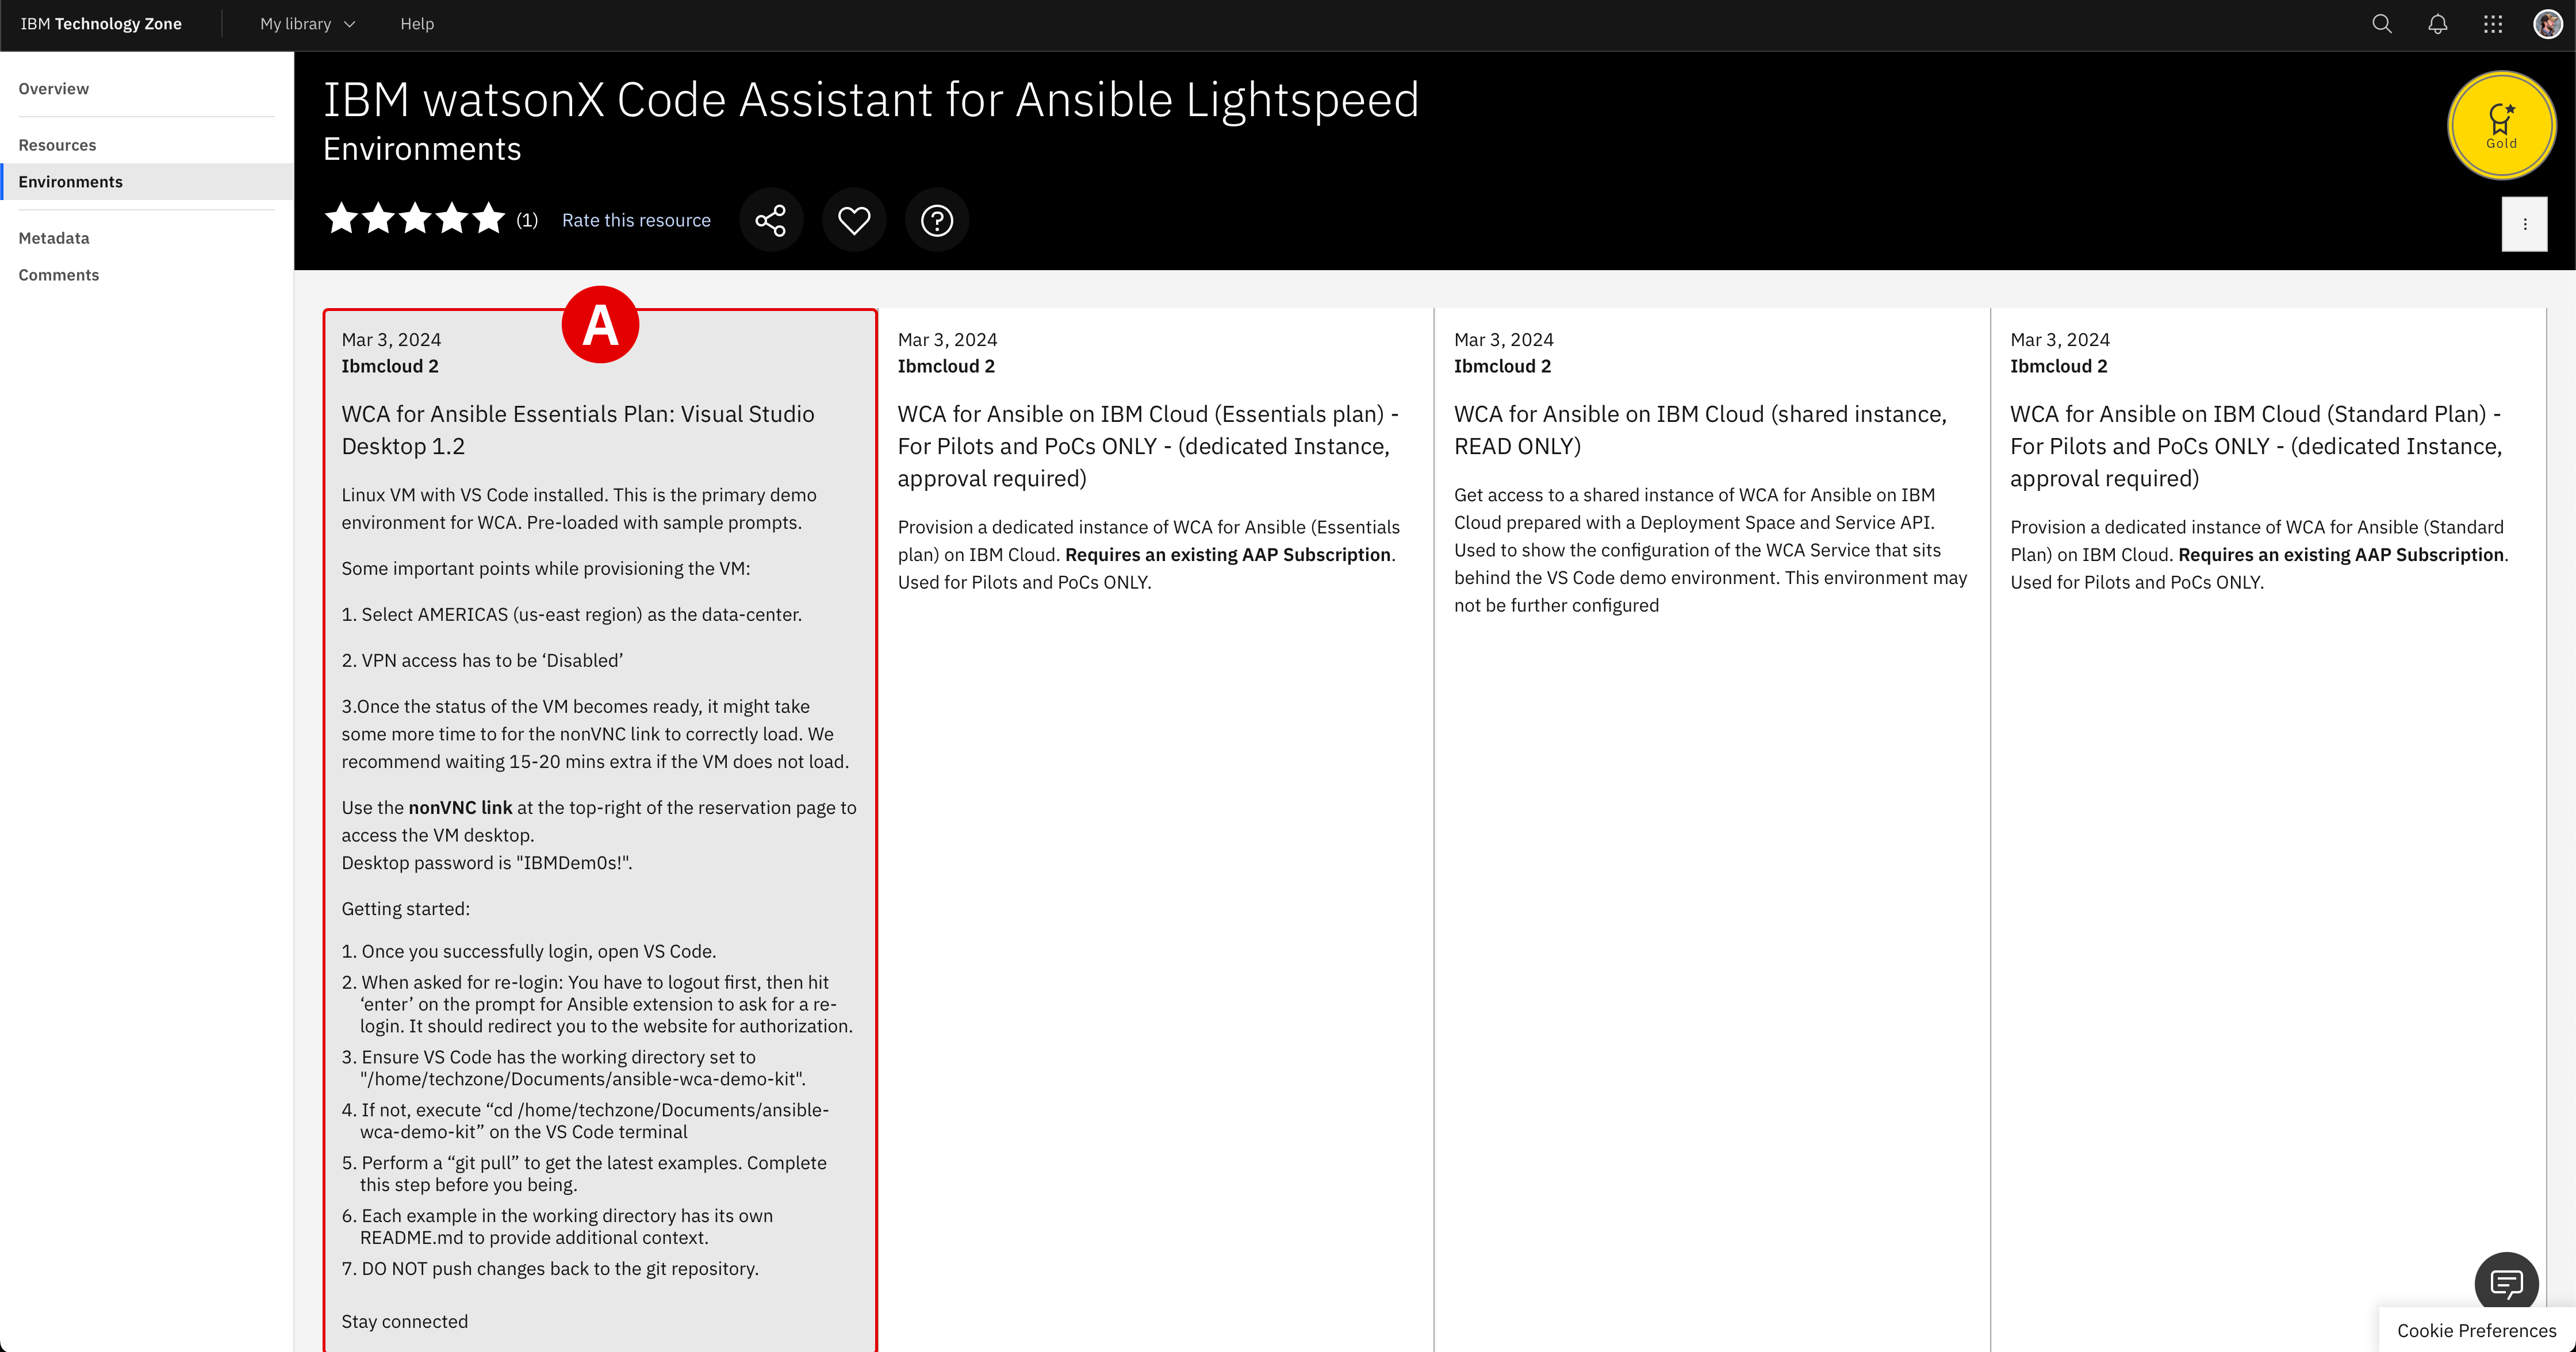 IBM Technology Zone
My library
Help
Overview
Resources
Environments
Metadata
Comments
IBM watsonX Code Assistant for Ansible Lightspeed
Environments
Gold
(1)
Rate this resource
A
Mar 3, 2024
Ibmcloud 2
WCA for Ansible Essentials Plan: Visual Studio
Desktop 1.2
Linux VM with VS Code installed. This is the primary demo
environment for WCA. Pre-loaded with sample prompts.
Some important points while provisioning the VM:
1. Select AMERICAS (us-east region) as the data-center.
2. VPN access has to be ‘Disabled’
3.Once the status of the VM becomes ready, it might take
some more time to for the nonVNC link to correctly load. We
recommend waiting 15-20 mins extra if the VM does not load.
Use the nonVNC link at the top-right of the reservation page to
access the VM desktop.
Desktop password is "IBMDem0s!".
Getting started:
1. Once you successfully login, open VS Code.
2. When asked for re-login: You have to logout first, then hit
‘enter’ on the prompt for Ansible extension to ask for a re-
login. It should redirect you to the website for authorization.
3. Ensure VS Code has the working directory set to
"/home/techzone/Documents/ansible-wca-demo-kit".
4. If not, execute “cd /home/techzone/Documents/ansible-
wca-demo-kit” on the VS Code terminal
5. Perform a “git pull” to get the latest examples. Complete
this step before you being.
6. Each example in the working directory has its own
README.md to provide additional context.
7. DO NOT push changes back to the git repository.
Stay connected
Mar 3, 2024
Ibmcloud 2
WCA for Ansible on IBM Cloud (Essentials plan) -
For Pilots and PoCs ONLY - (dedicated Instance,
approval required)
Provision a dedicated instance of WCA for Ansible (Essentials
plan) on IBM Cloud. Requires an existing AAP Subscription.
Used for Pilots and PoCs ONLY.
Mar 3, 2024
Ibmcloud 2
WCA for Ansible on IBM Cloud (shared instance,
READ ONLY)
Get access to a shared instance of WCA for Ansible on IBM
Cloud prepared with a Deployment Space and Service API.
Used to show the configuration of the WCA Service that sits
behind the VS Code demo environment. This environment may
not be further configured
Mar 3, 2024
Ibmcloud 2
WCA for Ansible on IBM Cloud (Standard Plan) -
For Pilots and PoCs ONLY - (dedicated Instance,
approval required)
Provision a dedicated instance of WCA for Ansible (Standard
Plan) on IBM Cloud. Requires an existing AAP Subscription.
Used for Pilots and PoCs ONLY.
Cookie Preferences